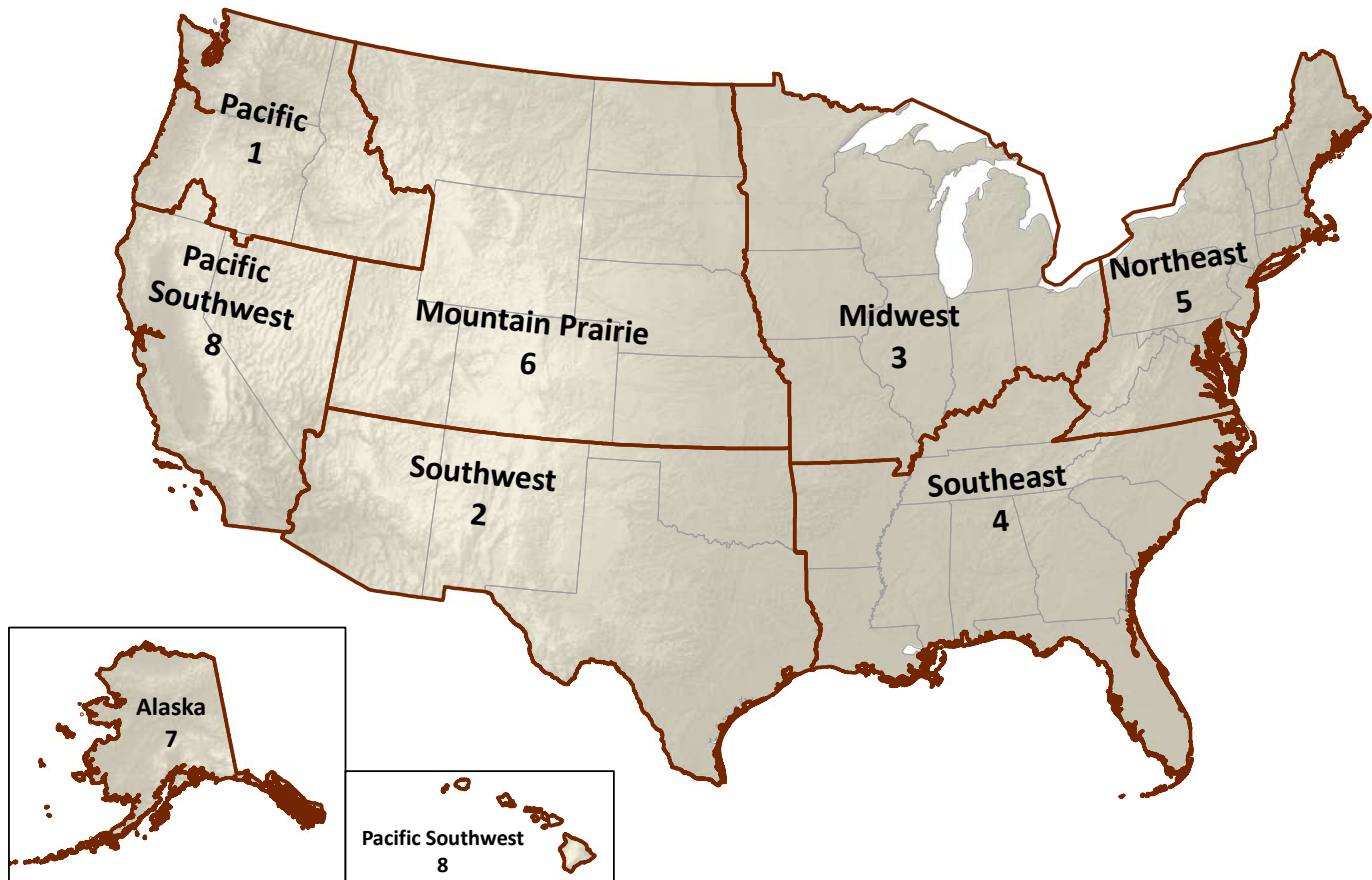 Pacific
1
Pacific
Southwest
8
Mountain Prairie
6
Midwest
3
Northeast
5
Southwest
2
Southeast
4
Alaska
7
Pacific Southwest
8